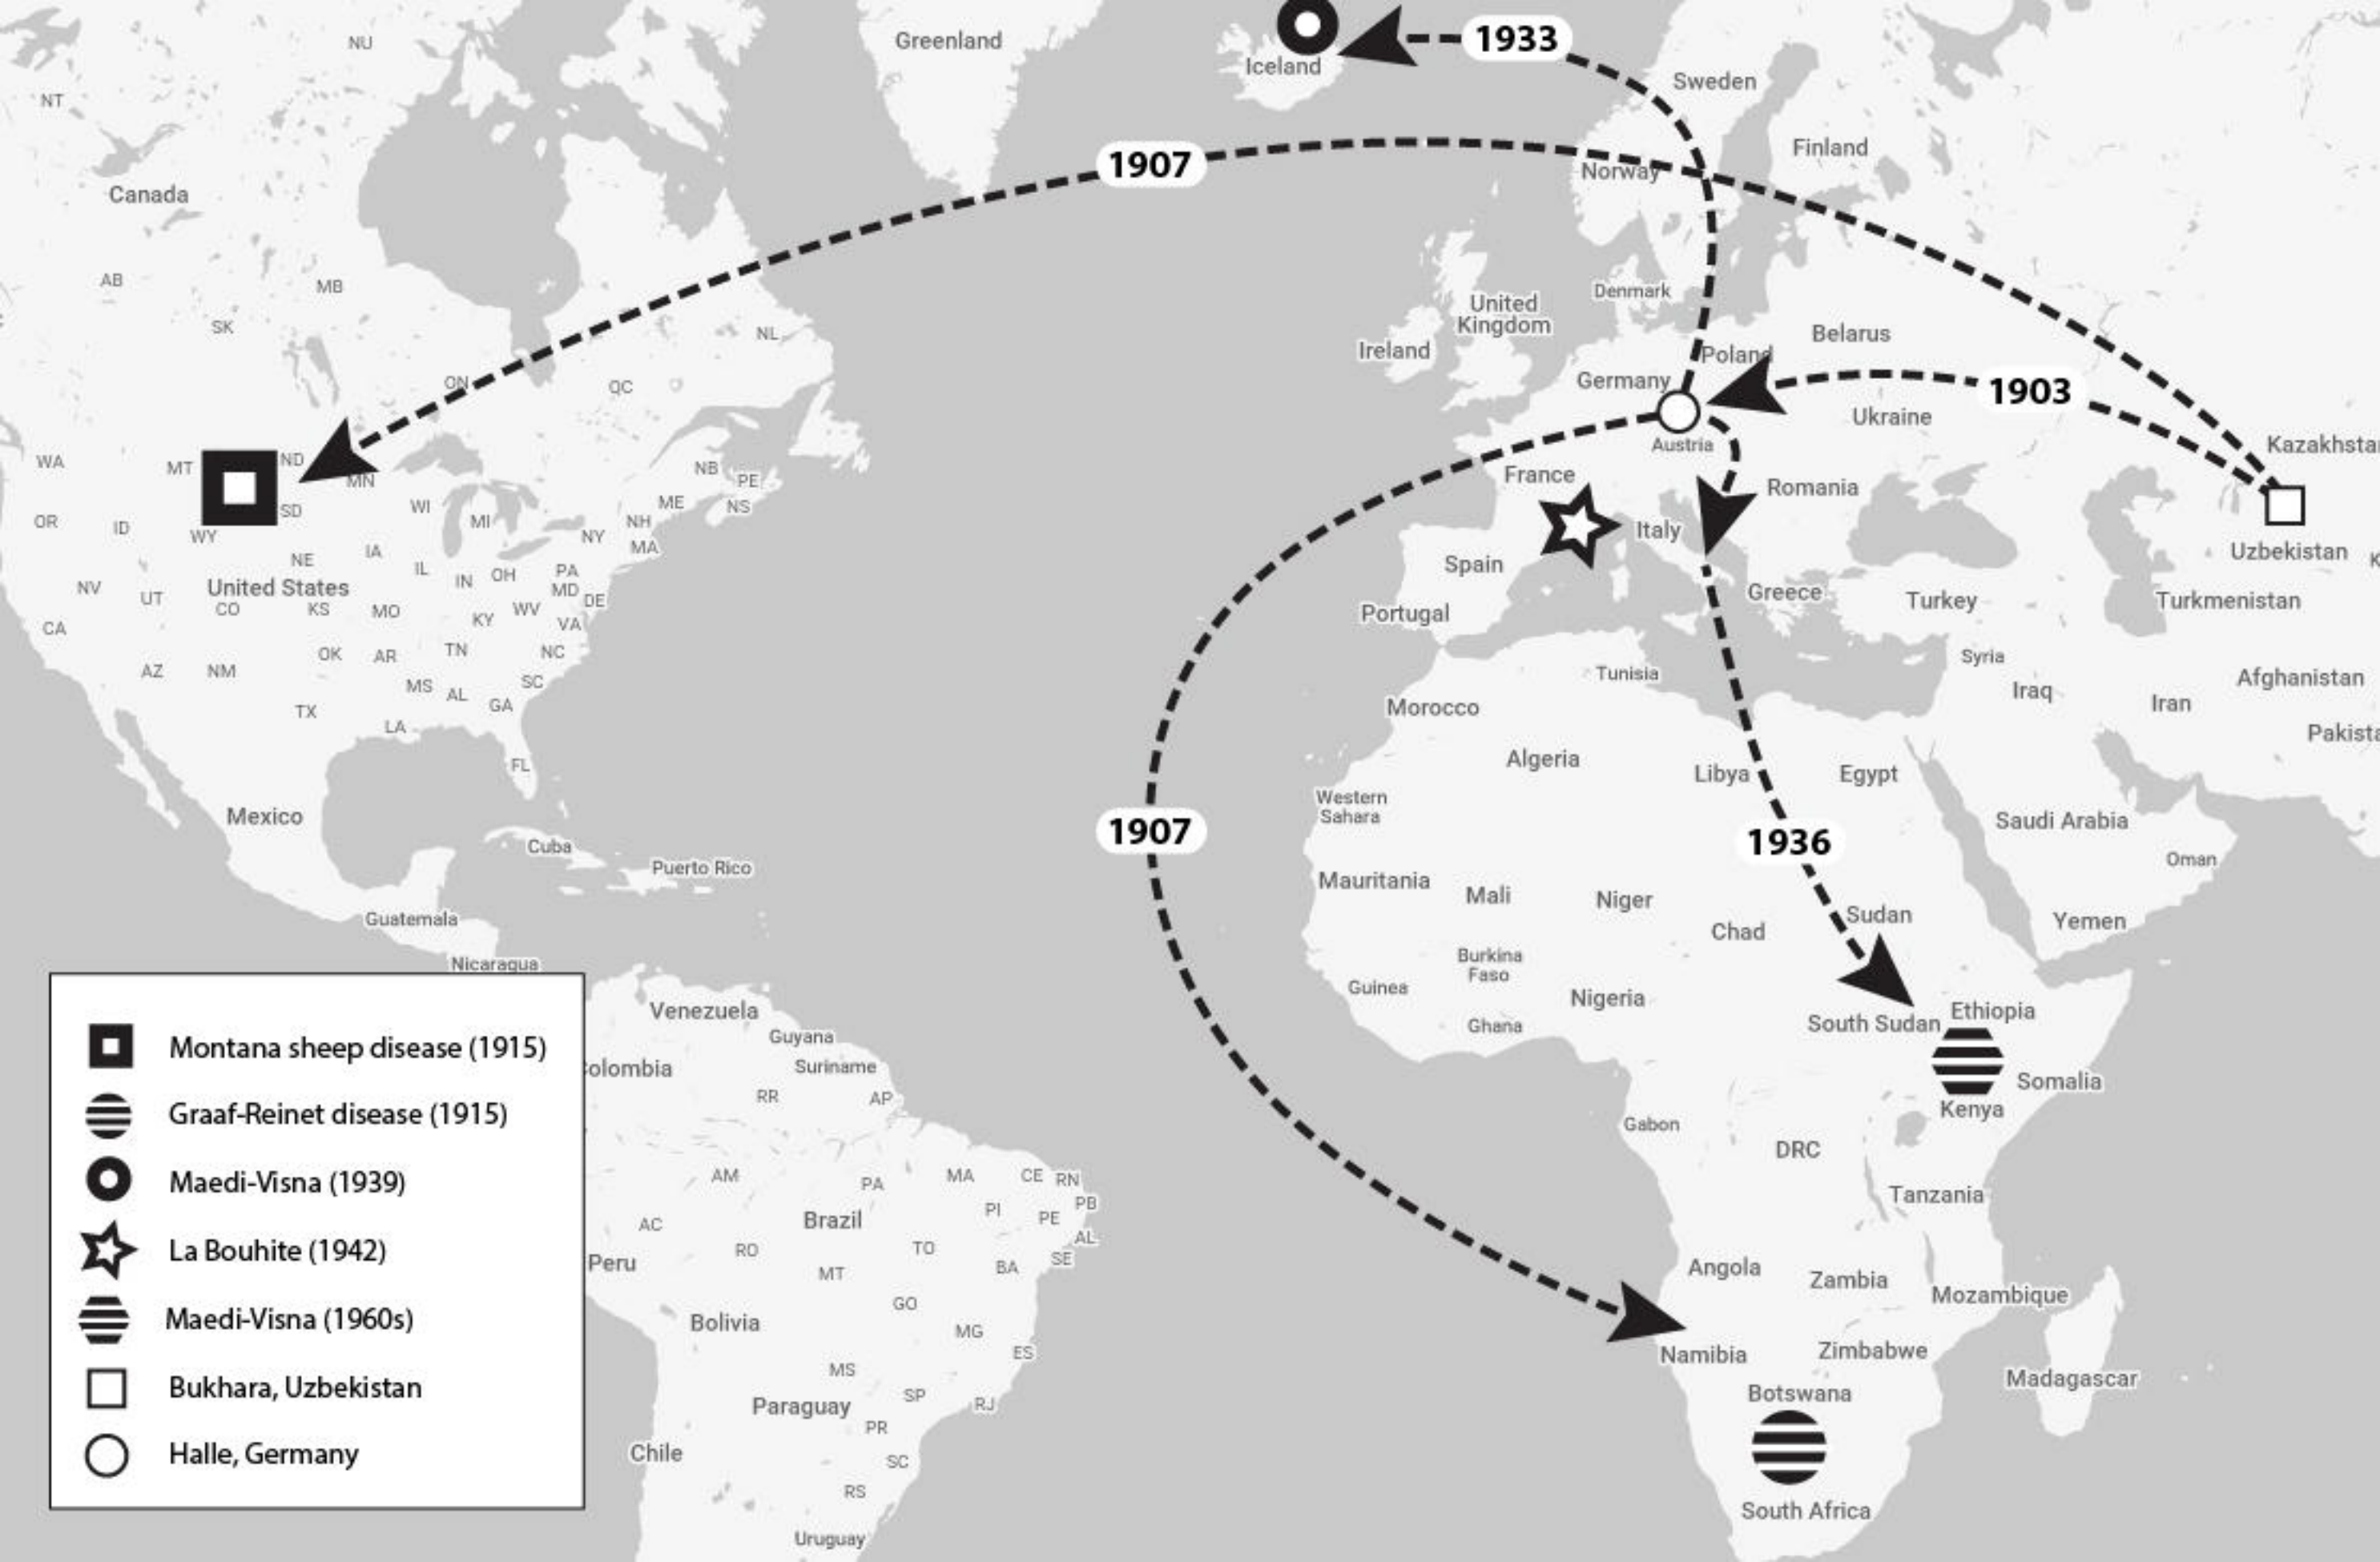 NU
Greenland
1933
Iceland
Sweden
NT
1907
Finland
Norway
Canada
AB
MB
Denmark
United
Kingdom
SK
NL
Belarus
Ireland
Poland
ON
QC
Germany
1903
Ukraine
Austria
Kazakhsta
WA
MT
ND
NB
PE
France
Romania
MN
ME
NS
OR
ID
SD
WI
MI
NH
NY
MA
Italy
WY
Uzbekistan
NE
IA
IL
IN
OH
PA
Spain
K
NV
UT
United States
MD
DE
Greece
Turkey
Turkmenistan
CO
KS
MO
KY
WV
VA
Portugal
CA
OK
AR
TN
NC
Syria
AZ
NM
MS
AL
SC
GA
Tunisia
Iraq
Afghanistan
TX
LA
Morocco
Iran
Pakista
FL
Algeria
Libya
Egypt
Western
Sahara
Mexico
1907
1936
Saudi Arabia
Cuba
Puerto Rico
Oman
Mauritania
Mali
Niger
Guatemala
Chad
Sudan
Yemen
Nicaragua
Burkina
Faso
Guinea
Nigeria
Venezuela
Ghana
South Sudan
Ethiopia
Guyana
olombia
Suriname
Somalia
RR
AP
Kenya
Gabon
DRC
AM
PA
MA
CE
RN
Tanzania
PB
AC
Brazil
PI
PE
AL
RO
TO
SE
Peru
MT
BA
Angola
Zambia
Mozambique
GO
Bolivia
MG
ES
Namibia
Zimbabwe
MS
Madagascar
Paraguay
SP
RJ
Botswana
PR
Chile
SC
RS
South Africa
Uruguay
Montana sheep disease (1915)
Graaf-Reinet disease (1915)
Maedi-Visna (1939)
La Bouhite (1942)
Maedi-Visna (1960s)
Bukhara, Uzbekistan
Halle, Germany